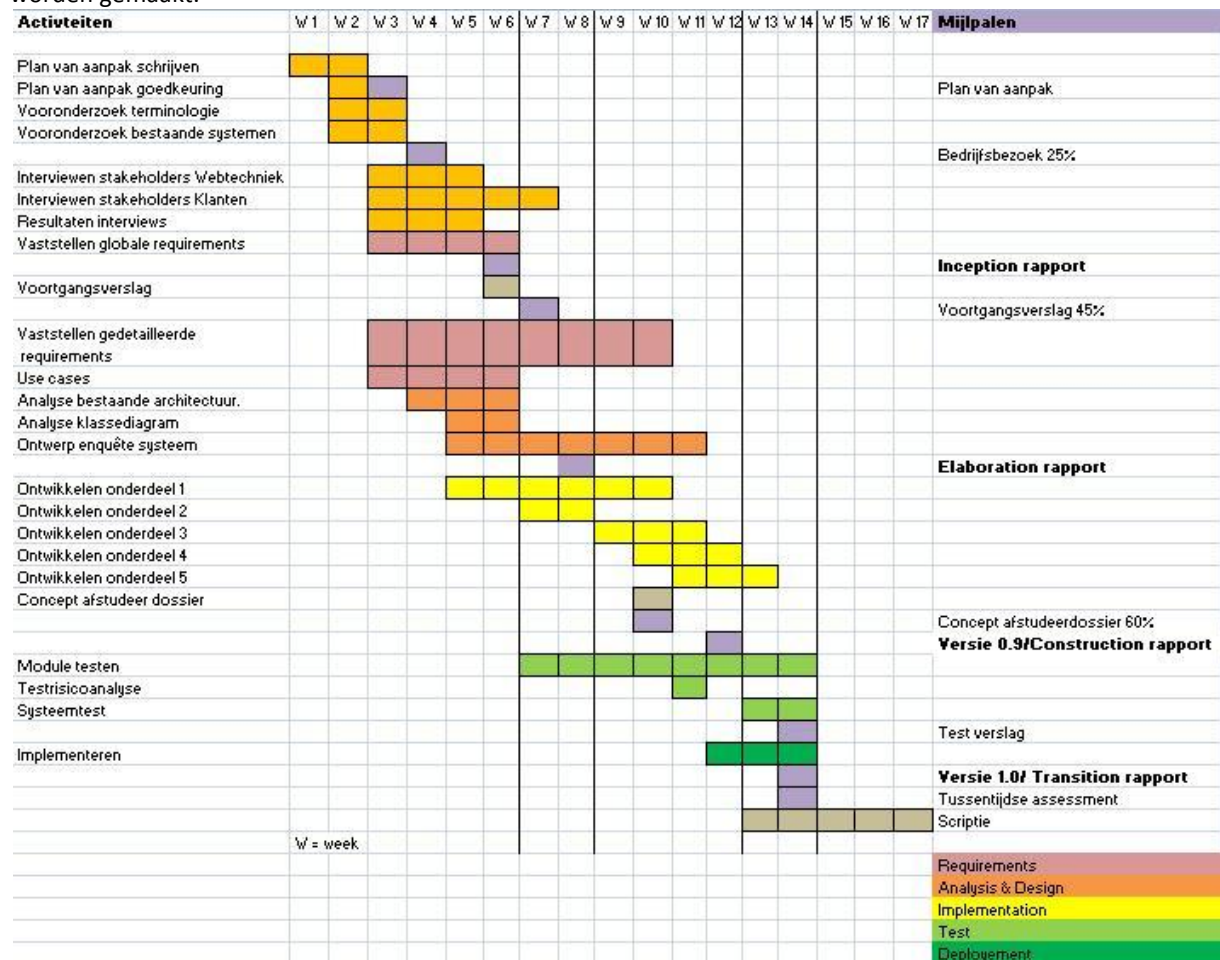 worden gemaakt.
Activteiten W 1 W 2 W 3 W 4 W 5 W 6 W 7 W 8 W 9 W 10 W 11 W 12 W 13 W 14 W 15 W 16 W 17 Mijlpalen
Plan van aanpak schrijven
Plan van aanpak goedkeuring Plan van aanpak
Vooronderzoek terminologie
Vooronderzoek bestaande systemen
Bedrijfsbezoek 25%
Interviewen stakeholders Webtechniek
Interviewen stakeholders Klanten
Resultaten interviews
Vaststellen globale requirements
Inception rapport
Voortgangsverslag
Voortgangsverslag 45%
Vaststellen gedetailleerde
requirements
Use cases
Analyse bestaande architectuur.
Analyse klassediagram
Ontwerp enquête systeem
Elaboration rapport
Ontwikkelen onderdeel 1
Ontwikkelen onderdeel 2
Ontwikkelen onderdeel 3
Ontwikkelen onderdeel 4
Ontwikkelen onderdeel 5
Concept afstudeer dossier
Concept afstudeerdossier 60%
Versie 0.9/Construction rapport
Module testen
Testrisicoanalyse
Systeemtest
Test verslag
Implementeren
Versie 1.0/ Transition rapport
Tussentijdse assessment
Scriptie
W = week
Requirements
Analysis & Design
Implementation
Test
Deployement